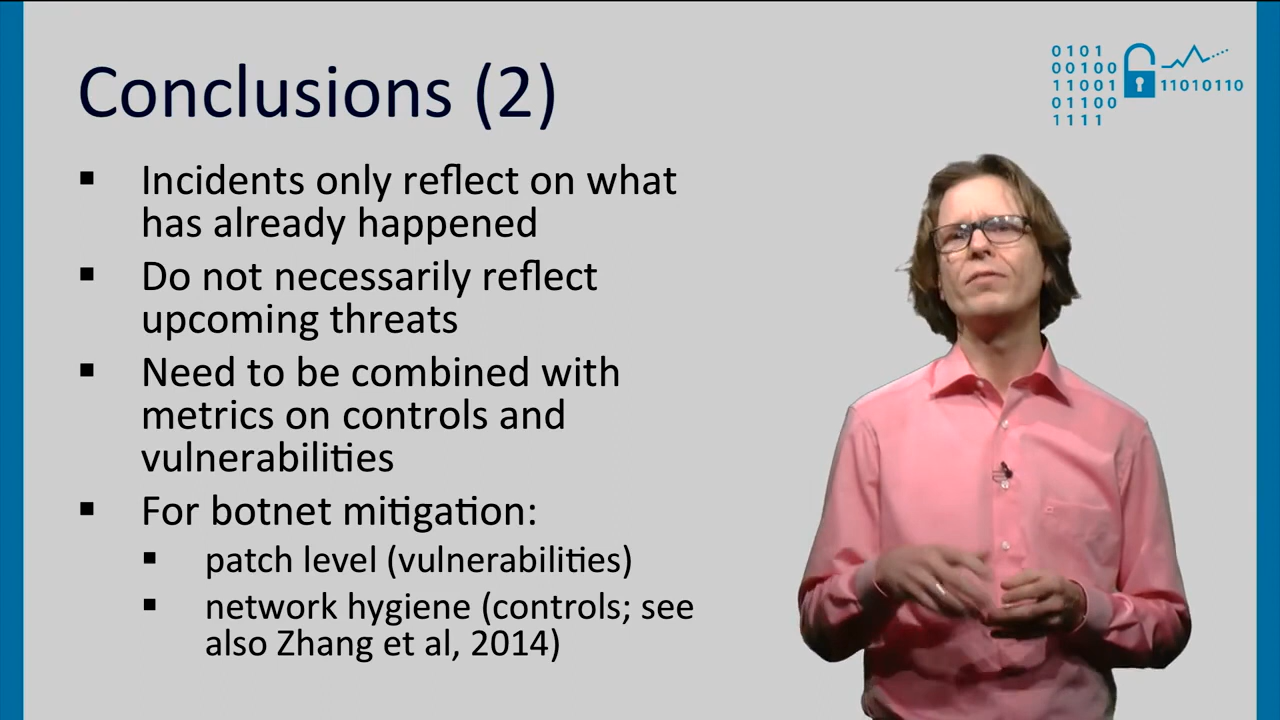 Conclusions (2)
0101
00100
11001
01100
1111
11010110
▪ Incidents only reflect on what
has already happened
▪ Do not necessarily reflect
upcoming threats
▪ Need to be combined with
metrics on controls and
vulnerabilities
▪ For botnet mitigation:
▪ patch level (vulnerabilities)
▪ network hygiene (controls; see
also Zhang et al, 2014)